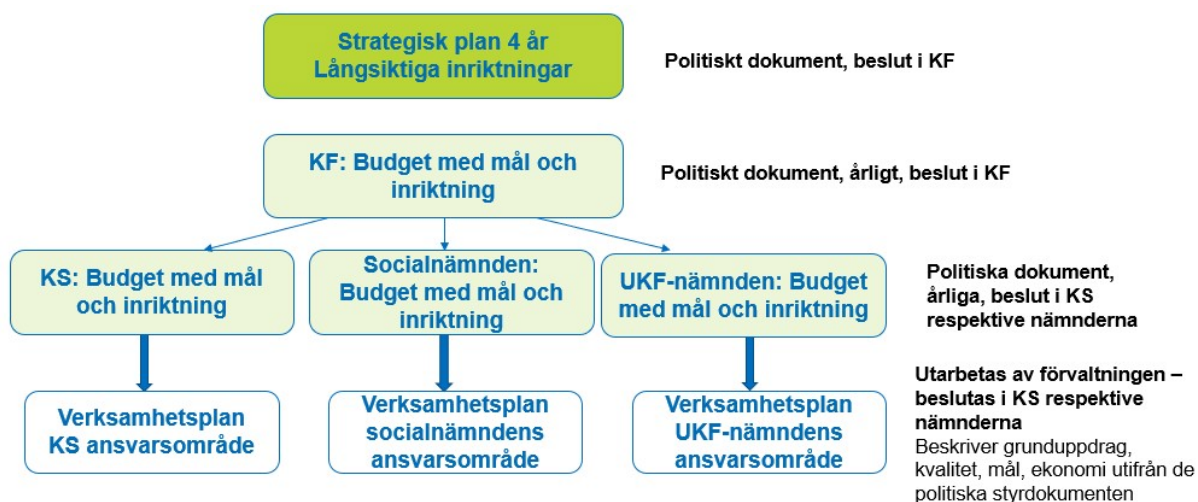 Strategisk plan 4 år
Långsiktiga inriktningar
Politiskt dokument, beslut i KF
KF: Budget med mål och
inriktning
Politiskt dokument, årligt, beslut i KF
KS: Budget med mål
och inriktning
Socialnämnden:
Budget med mål och
inriktning
UKF-nämnden: Budget
med mål och inriktning
Politiska dokument,
årliga, beslut i KS
respektive nämnderna
Verksamhetsplan
KS ansvarsområde
Verksamhetsplan
socialnämndens
ansvarsområde
Verksamhetsplan
UKF-nämndens
ansvarsområde
Utarbetas av förvaltningen –
beslutas i KS respektive
nämnderna
Beskriver grunduppdrag,
kvalitet, mål, ekonomi utifrån de
politiska styrdokumenten